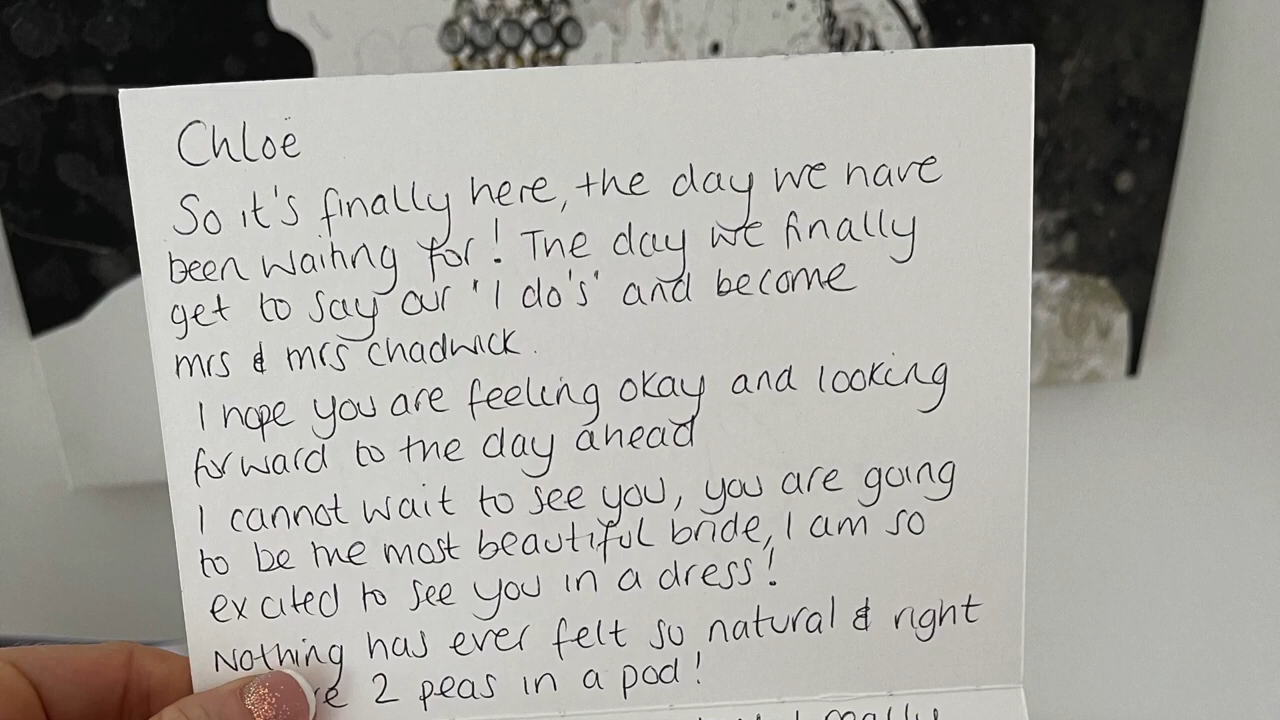 Chloë
So it's finally here, the day we have
been waiting for! The day we finally
get to say our 'I do's' and become
mrs & mrs chadwick.
I hope you are feeling okay and looking
forward to the day ahead
I cannot wait to see you, you are going
to be the most beautiful bride, I am so
excited to see you in a dress!
Nothing has ever felt so natural & right
2 peas in a pod!